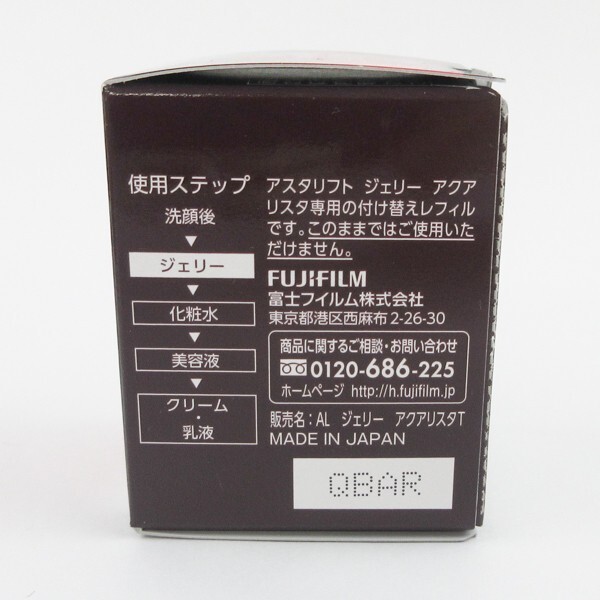 使用ステップ
洗顔後
▼
ジェリー
▼
化粧水
▼
美容液
▼
クリーム
・
乳液
アスタリフト ジェリー アクア
リスタ専用の付け替えレフィル
です。このままではご使用いた
だけません。
FUJIFILM
富士フイルム株式会社
東京都港区西麻布2-26-30
商品に関するご相談・お問い合わせ
0120-686-225
ホームページ http://h.fujifilm.jp
販売名：AL ジェリー アクアリスタT
MADE IN JAPAN
QBAR